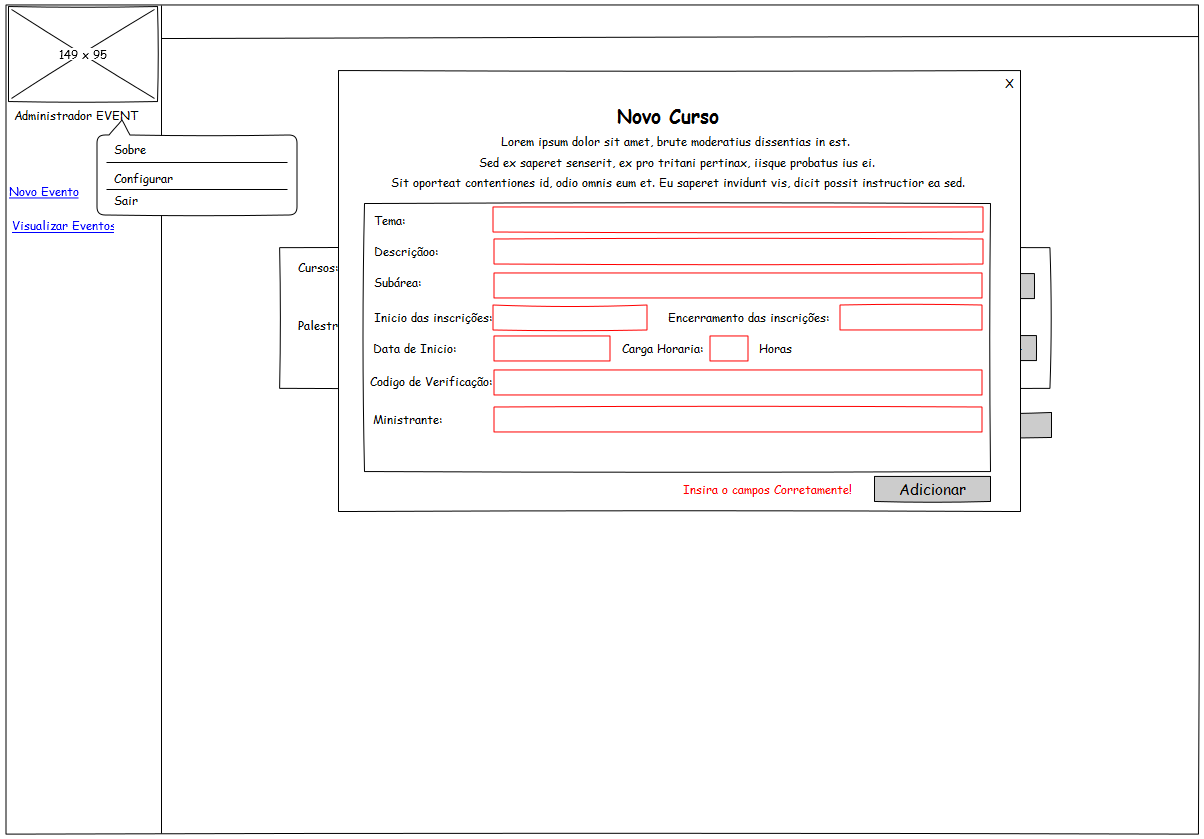 149 x 95
Administrador EVENT
Sobre
Configurar
Sair
Novo Evento
Visualizar Eventos
Cursos:
Palestr
X
Novo Curso
Lorem ipsum dolor sit amet, brute moderatius dissentias in est.
Sed ex saperet senserit, ex pro tritani pertinax, iisque probatus ius ei.
Sit oporteat contentiones id, odio omnis eum et. Eu saperet invidunt vis, dicit possit instructior ea sed.
Tema:
Descriçãoo:
Subárea:
Inicio das inscrições: Encerramento das inscrições:
Data de Inicio: Carga Horaria: Horas
Codigo de Verificação:
Ministrante:
Insira o campos Corretamente! Adicionar